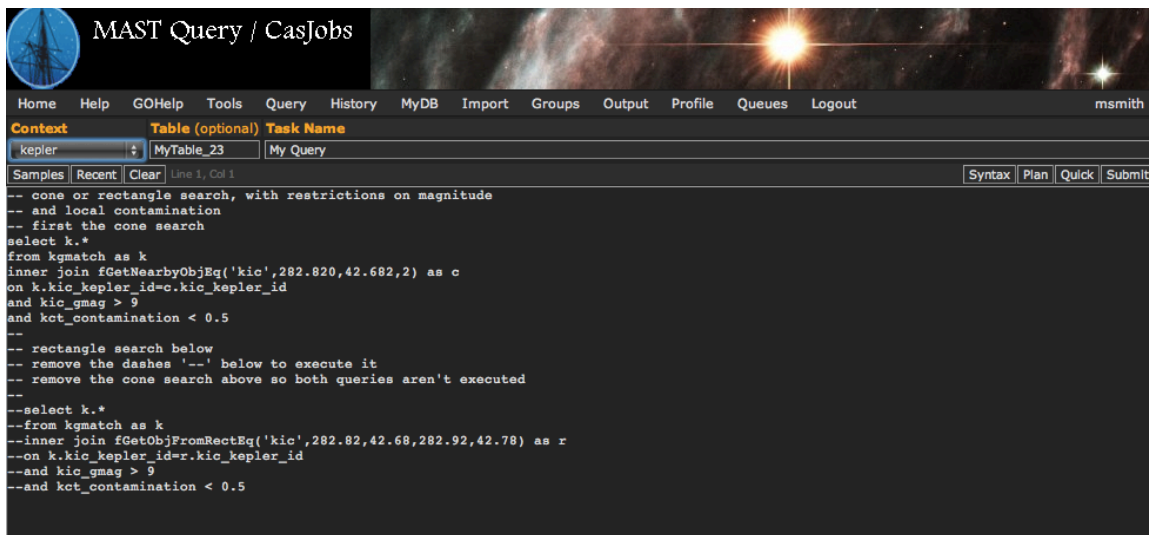 MAST Query / CasJobs
Home Help GOHelp Tools Query History MyDB Import Groups Output Profile Queues Logout msmith
Context Table (optional) Task Name
kepler MyTable_23 My Query
Samples Recent Clear Line 1, Col 1 Syntax Plan Quick Submit
-- cone or rectangle search, with restrictions on magnitude
-- and local contamination
-- first the cone search
select k.*
from kgmatch as k
inner join fGetNearbyObjEq('kic',282.820,42.682,2) as c
on k.kic_kepler_id=c.kic_kepler_id
and kic_gmag > 9
and kct_contamination < 0.5
--
-- rectangle search below
-- remove the dashes '--' below to execute it
-- remove the cone search above so both queries aren't executed
--
--select k.*
--from kgmatch as k
--inner join fGetObjFromRectEq('kic',282.82,42.68,282.92,42.78) as r
--on k.kic_kepler_id=r.kic_kepler_id
--and kic_gmag > 9
--and kct_contamination < 0.5